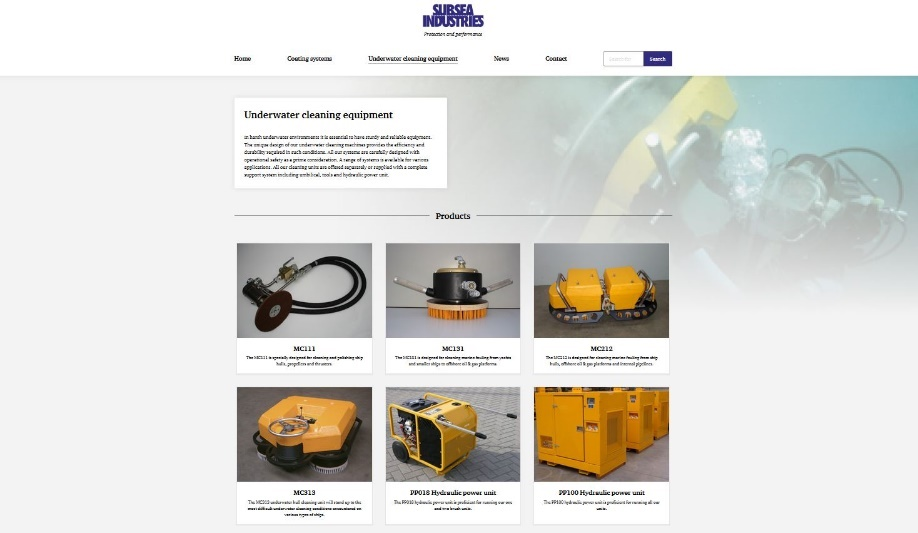 SUBSEA
INDUSTRIES
Protection and performance
Home
Coating systems
Underwater cleaning equipment
News
Contact
Search
Underwater cleaning equipment
In harsh underwater environments it is essential to have sturdy and reliable equipment.
The unique design of our underwater cleaning machines provides the efficiency and
durability required in such conditions. All our systems are carefully designed with
operational safety as a prime consideration. A range of systems is available for various
applications. All our cleaning units are offered separately or supplied with a complete
support system including umbilical, tools and hydraulic power unit.
Products
MC111
The MC111 is specially designed for cleaning and polishing ship
hulls, propellers and thrusters.
MC131
The MC131 is designed for cleaning marine fouling from yachts
and smaller ships to offshore oil & gas platforms
MC212
The MC212 is designed for cleaning marine fouling from ship
hulls, offshore oil & gas platforms and internal pipelines.
MC313
The MC313 underwater hull cleaning unit will stand up to the
most difficult underwater cleaning conditions encountered on
various types of ships.
PP018 Hydraulic power unit
The PP018 hydraulic power unit is proficient for running our one
and two brush units.
PP100 Hydraulic power unit
The PP100 hydraulic power unit is proficient for running all our
units.